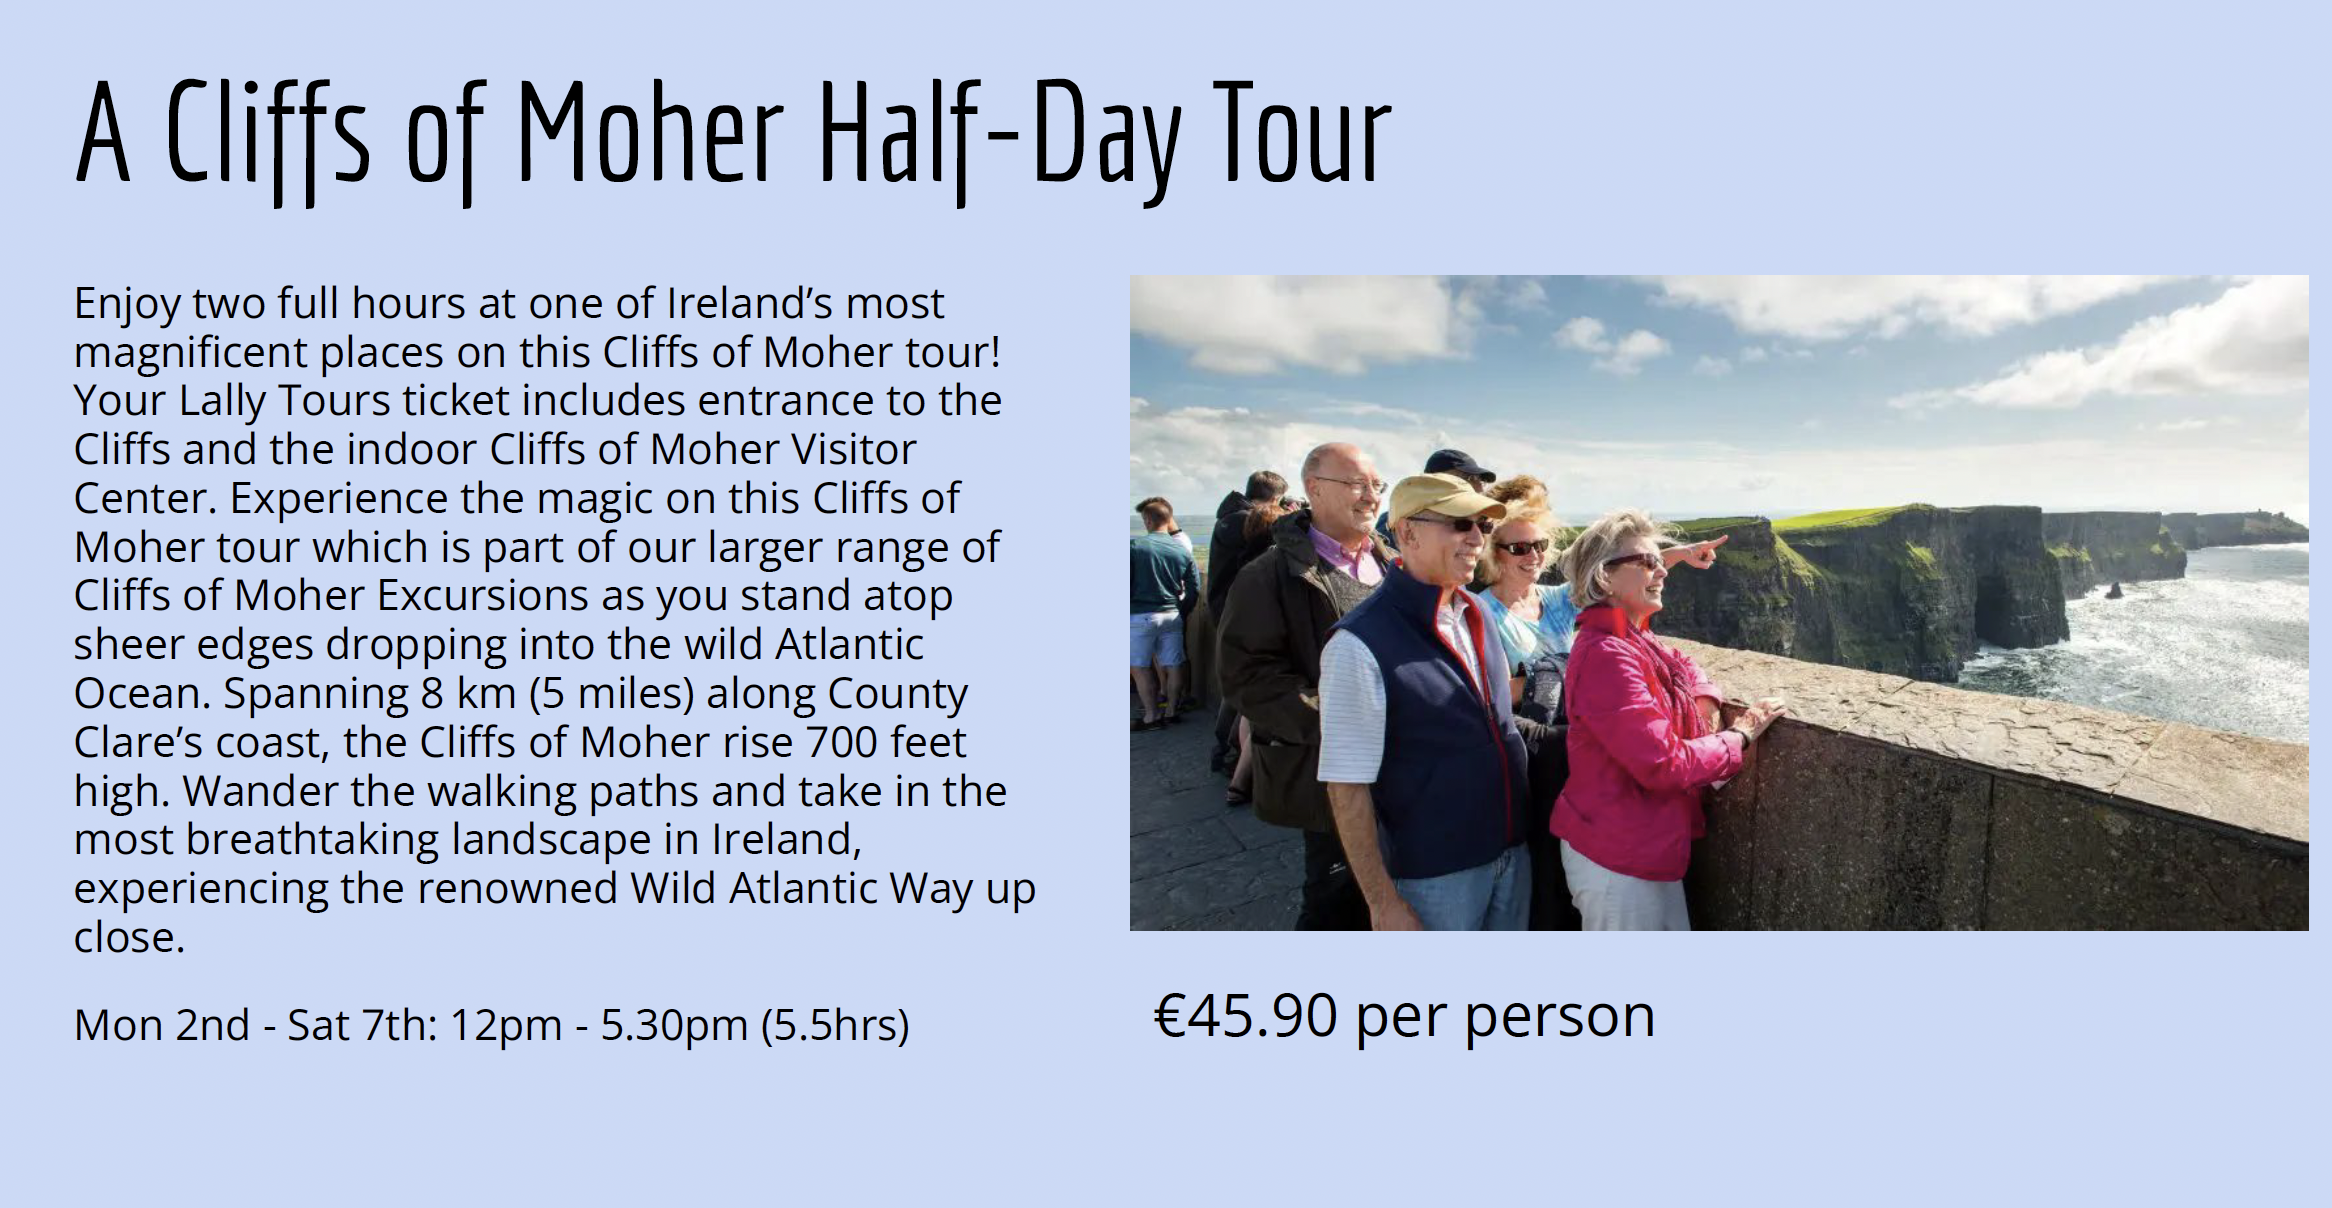 A Cliffs of Moher Half-Day Tour
Enjoy two full hours at one of Ireland’s most
magnificent places on this Cliffs of Moher tour!
Your Lally Tours ticket includes entrance to the
Cliffs and the indoor Cliffs of Moher Visitor
Center. Experience the magic on this Cliffs of
Moher tour which is part of our larger range of
Cliffs of Moher Excursions as you stand atop
sheer edges dropping into the wild Atlantic
Ocean. Spanning 8 km (5 miles) along County
Clare’s coast, the Cliffs of Moher rise 700 feet
high. Wander the walking paths and take in the
most breathtaking landscape in Ireland,
experiencing the renowned Wild Atlantic Way up
close.
Mon 2nd - Sat 7th: 12pm - 5.30pm (5.5hrs)
€45.90 per person